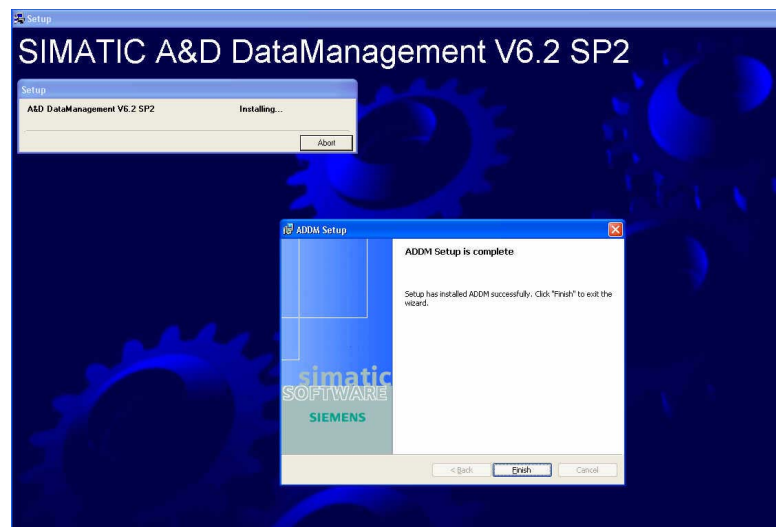 Setup
SIMATIC A&D DataManagement V6.2 SP2
Setup
A&D DataManagement V6.2 SP2 Installing...
Abort
ADDM Setup
ADDM Setup is complete
Setup has installed ADDM successfully. Click "Finish" to exit the
wizard.
simatic
SOFTWARE
SIEMENS
< Back Finish Cancel